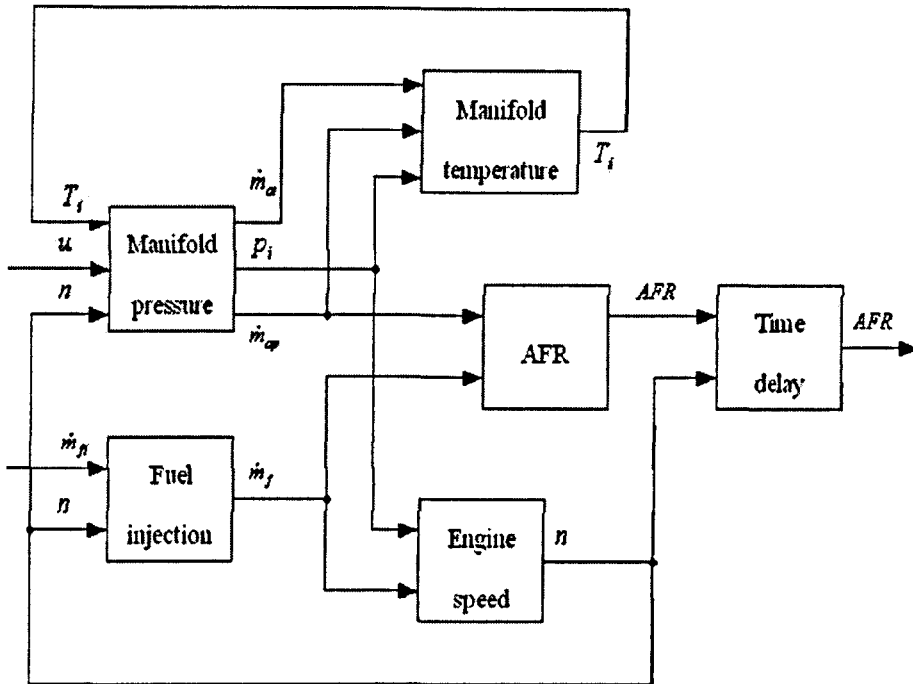 Manifold
temperature
T_i
ṁ_at
T_i
u
n
Manifold
pressure
p_i
ṁ_ap
AFR
AFR
Time
delay
AFR
ṁ_fi
n
Fuel
injection
ṁ_f
Engine
speed
n